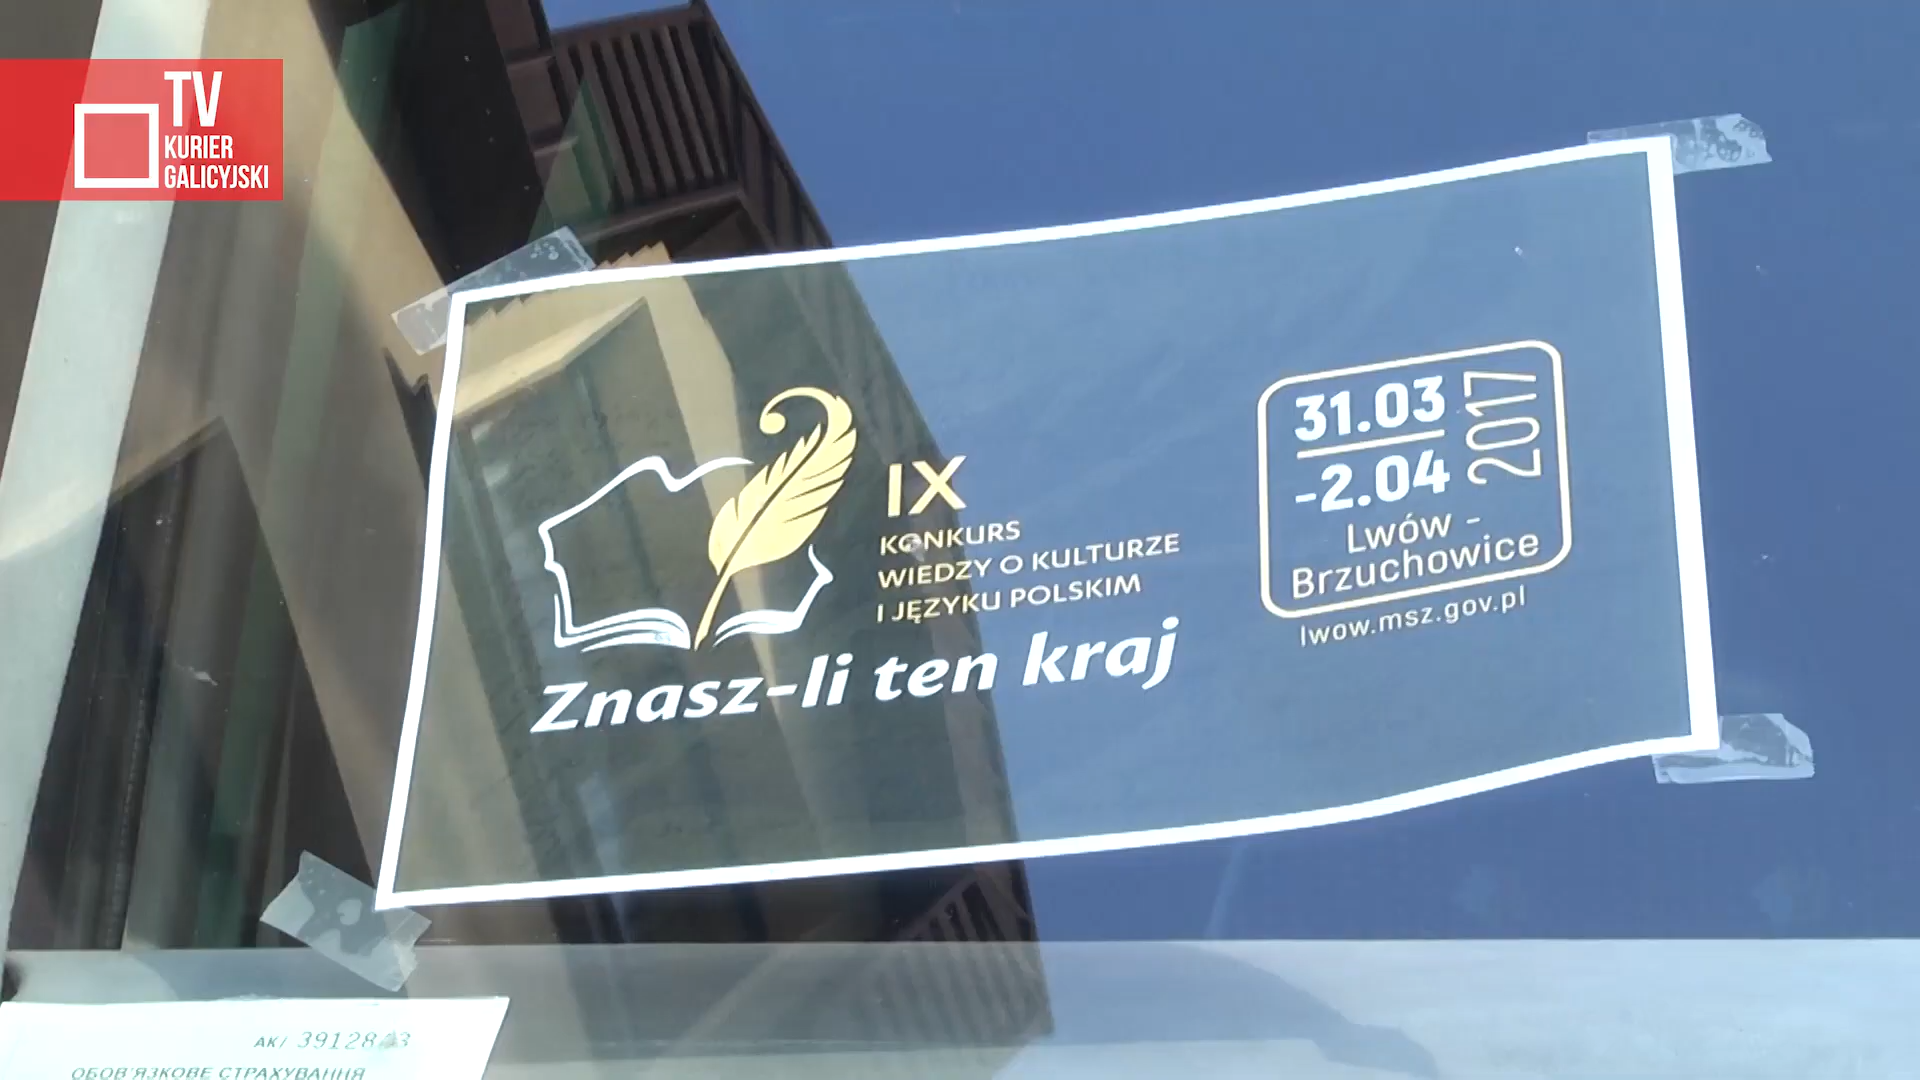 TV
KURIER
GALICYJSKI
IX
KONKURS
WIEDZY O KULTURZE
I JĘZYKU POLSKIM
Znasz-li ten kraj
31.03
-2.04
2017
Lwów -
Brzuchowice
lwow.msz.gov.pl
ОБОВ'ЯЗКОВЕ СТРАХУВАННЯ